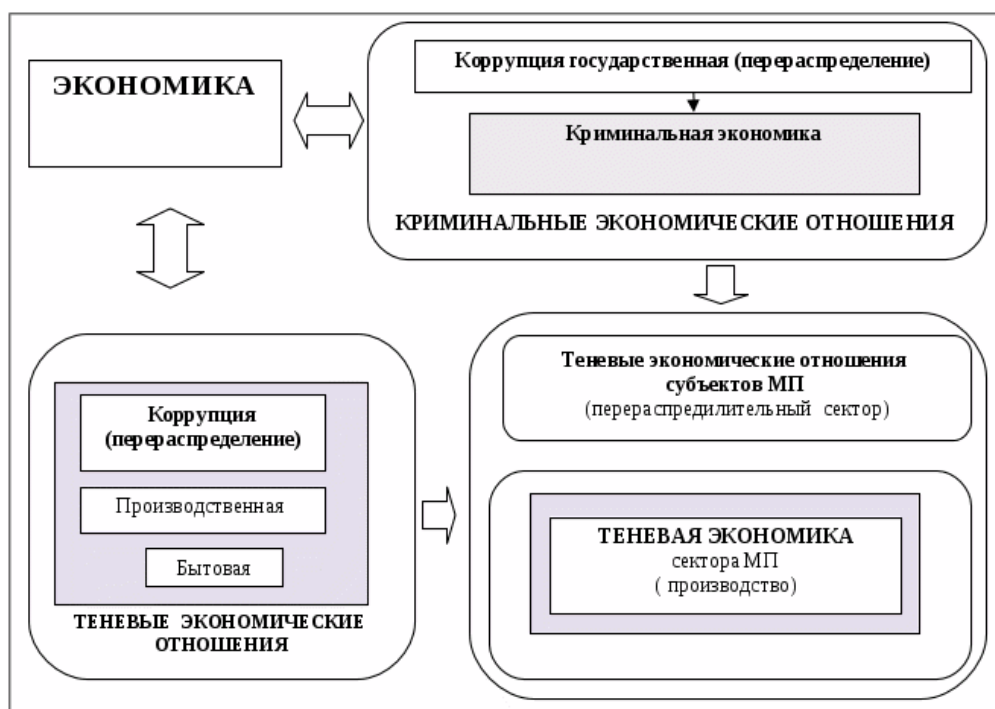 ЭКОНОМИКА
Коррупция государственная (перераспределение)
Криминальная экономика
КРИМИНАЛЬНЫЕ ЭКОНОМИЧЕСКИЕ ОТНОШЕНИЯ
Коррупция
(перераспределение)
Производственная
Бытовая
ТЕНЕВЫЕ ЭКОНОМИЧЕСКИЕ
ОТНОШЕНИЯ
Теневые экономические отношения
субъектов МП
(перераспредилительный сектор)
ТЕНЕВАЯ ЭКОНОМИКА
сектора МП
( производство)